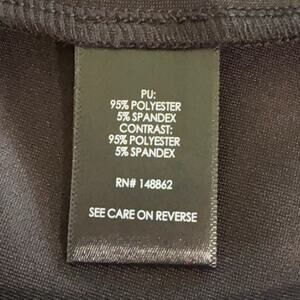 PU:
95% POLYESTER
5% SPANDEX
CONTRAST:
95% POLYESTER
5% SPANDEX
RN# 148862
SEE CARE ON REVERSE